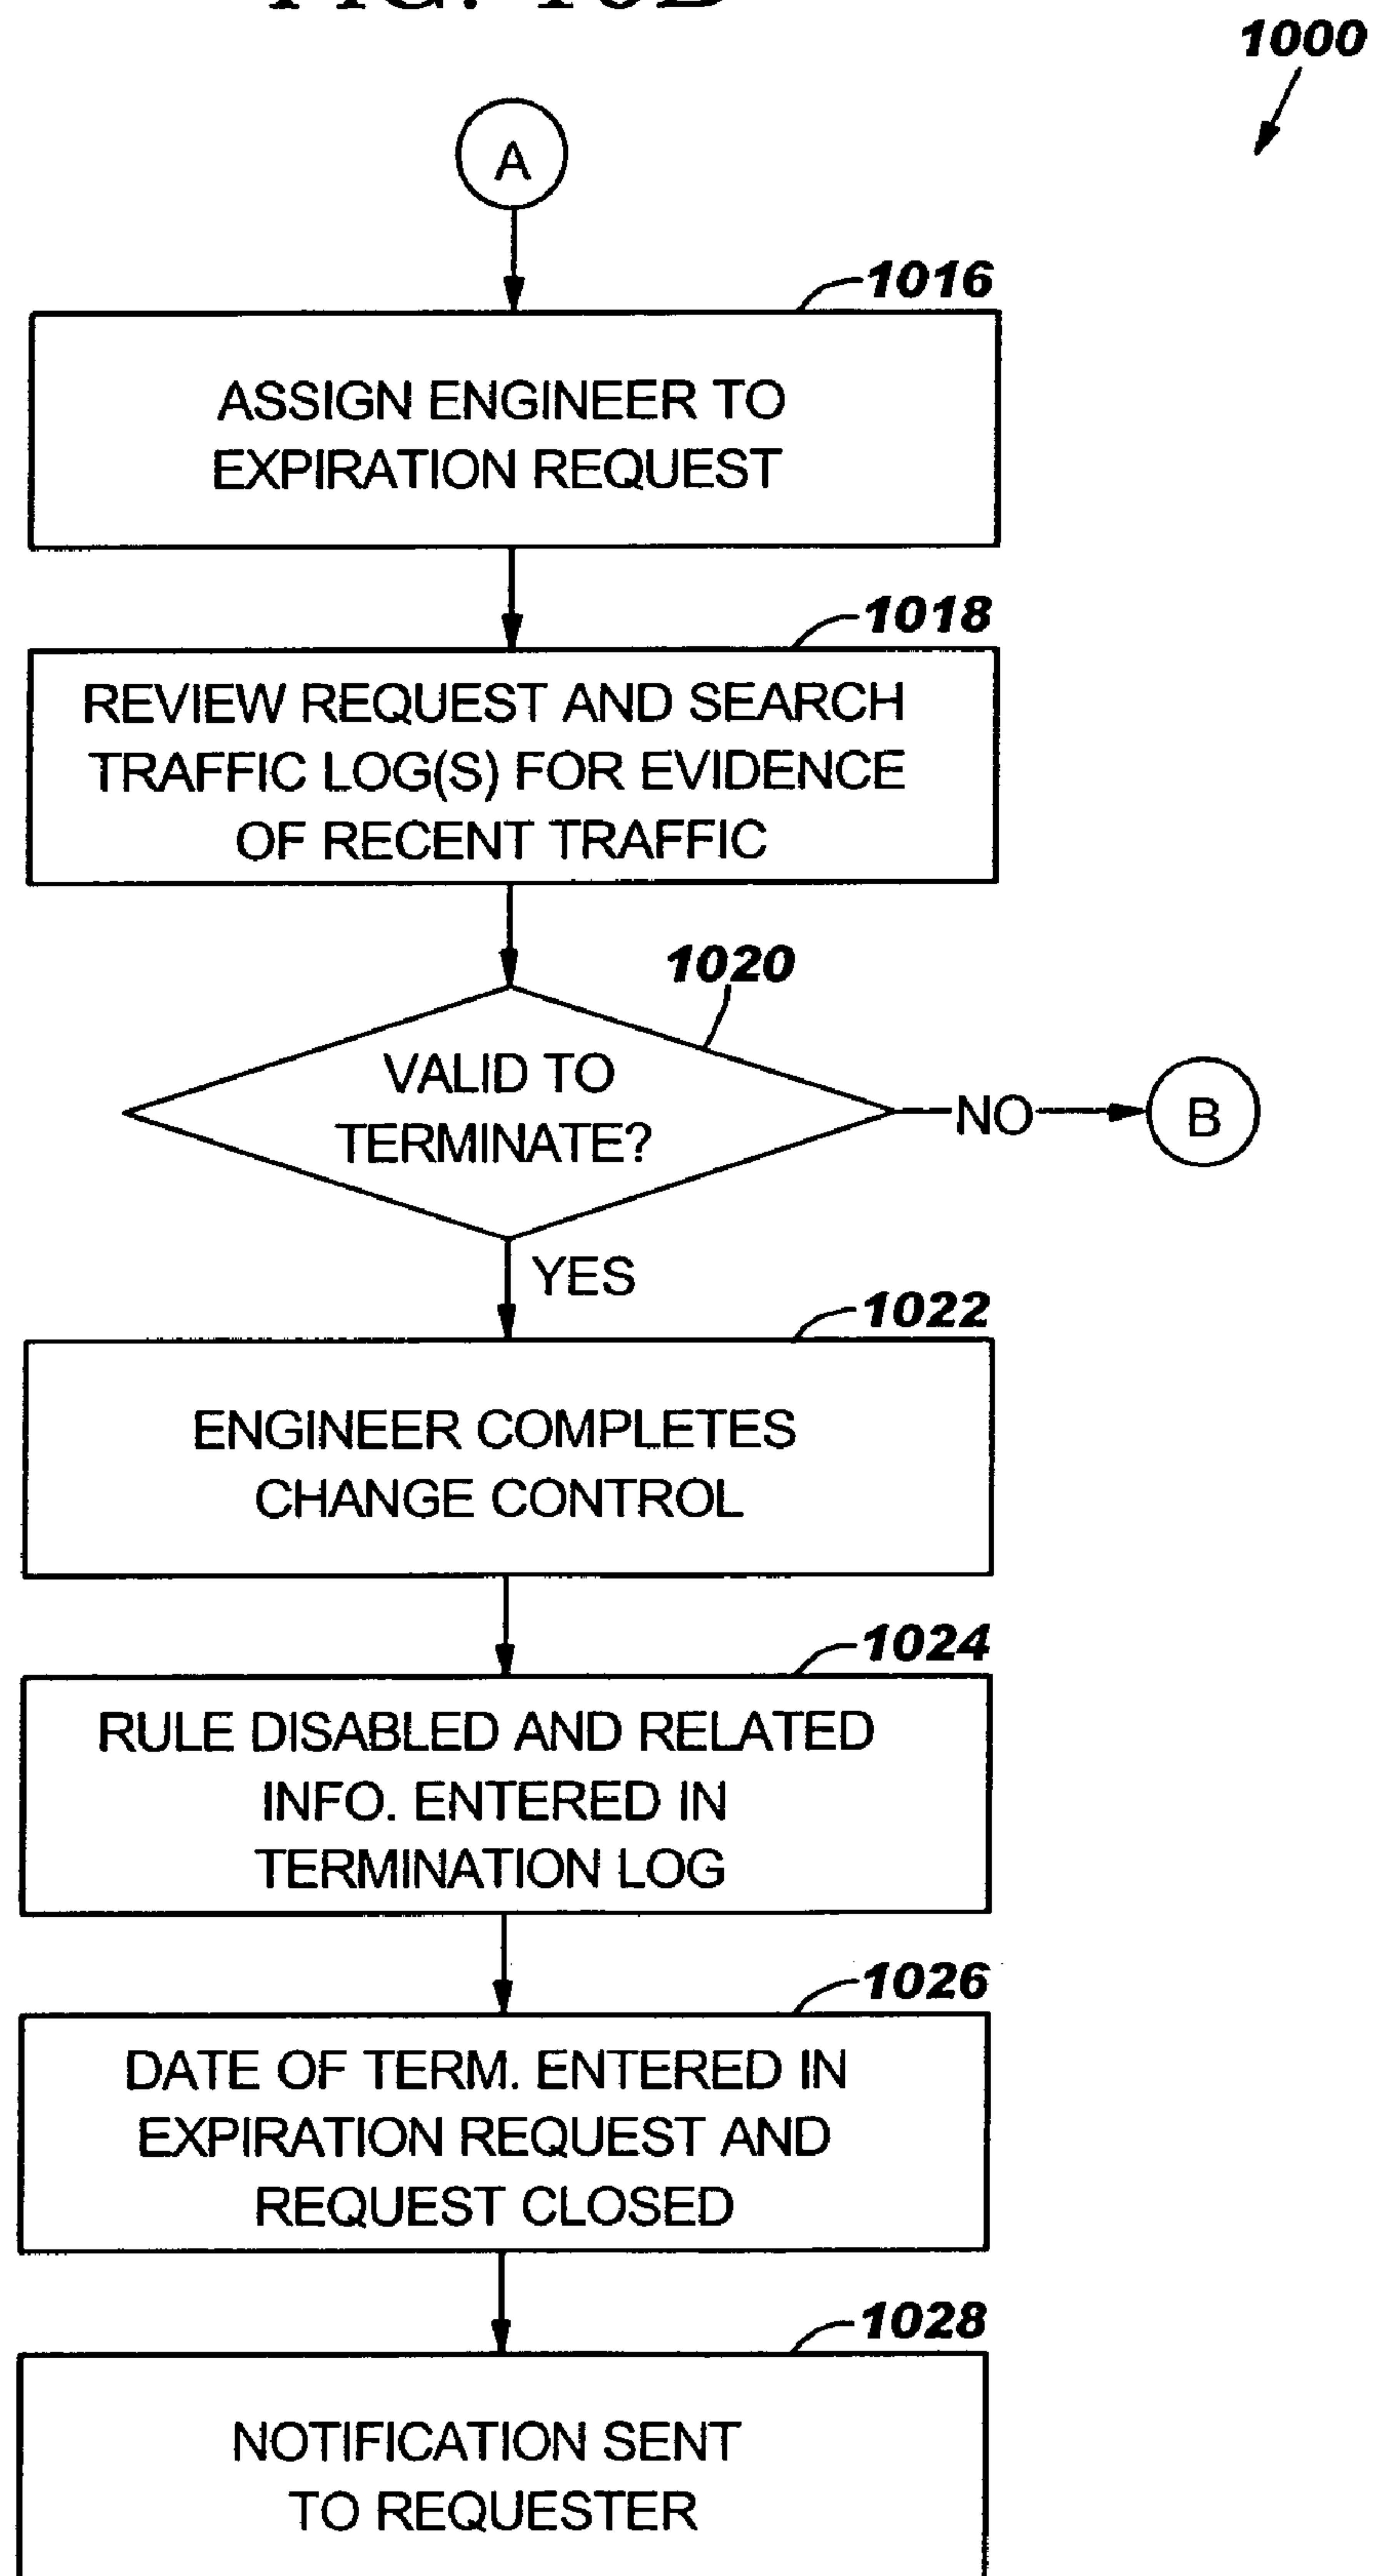 FIG. 10B
1000
A
1016
ASSIGN ENGINEER TO
EXPIRATION REQUEST
1018
REVIEW REQUEST AND SEARCH
TRAFFIC LOG(S) FOR EVIDENCE
OF RECENT TRAFFIC
1020
VALID TO
TERMINATE?
NO
B
YES
1022
ENGINEER COMPLETES
CHANGE CONTROL
1024
RULE DISABLED AND RELATED
INFO. ENTERED IN
TERMINATION LOG
1026
DATE OF TERM. ENTERED IN
EXPIRATION REQUEST AND
REQUEST CLOSED
1028
NOTIFICATION SENT
TO REQUESTER